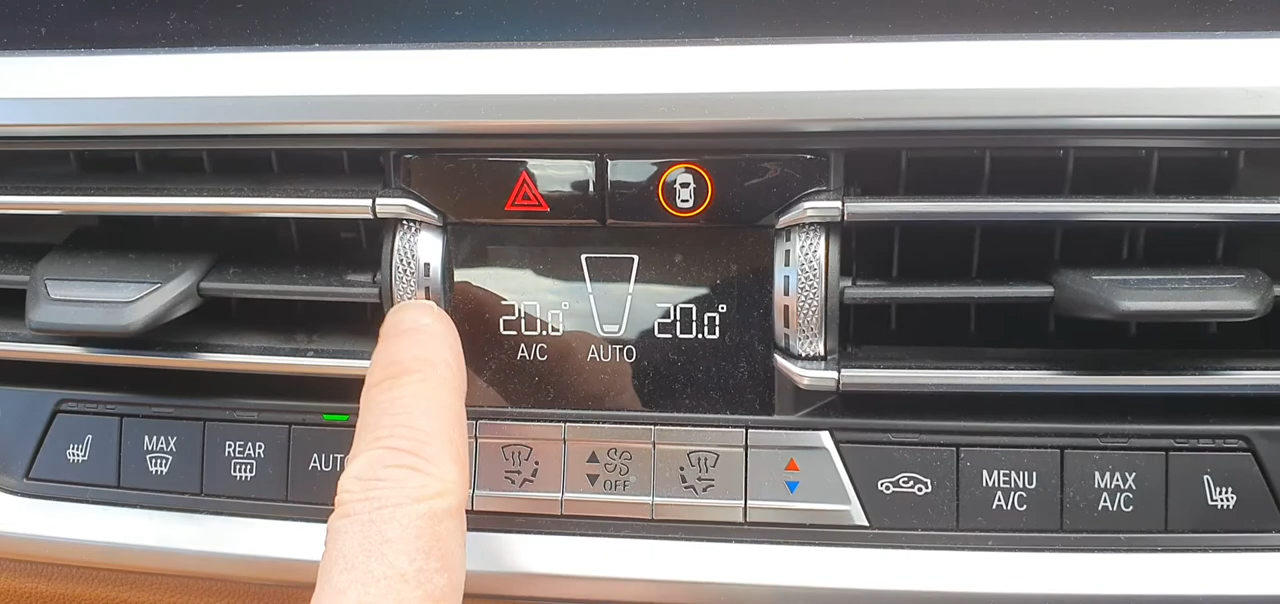 20.0° 20.0°
A/C AUTO
MAX
REAR
AUTO
OFF
MENU
A/C
MAX
A/C